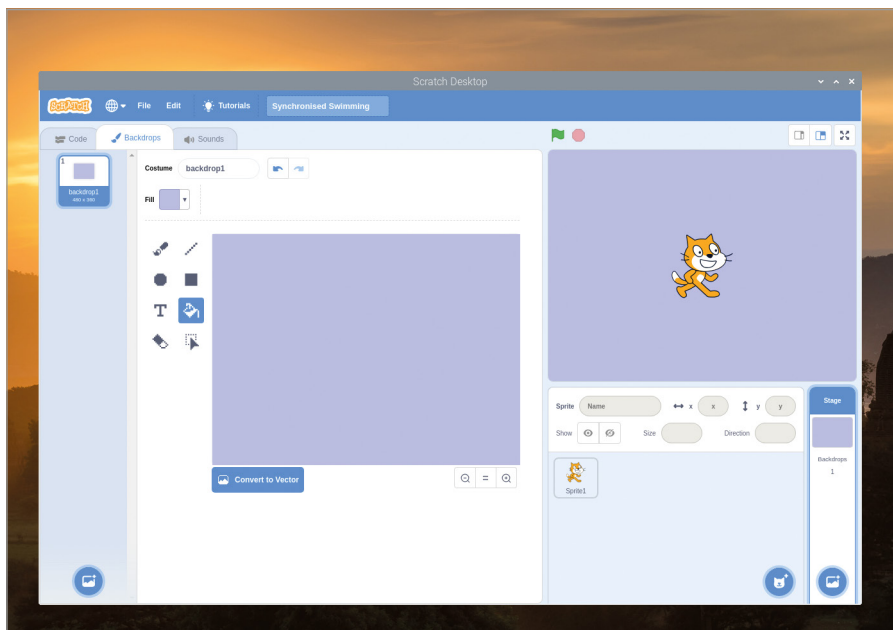 Scratch Desktop
SCRATCH
File Edit Tutorials Synchronised Swimming
Code Backdrops Sounds
1
backdrop1
480 x 360
Costume backdrop1
Fill
T
Convert to Vector
=
Sprite Name x x y y
Show Size Direction
Sprite1
Stage
Backdrops
1